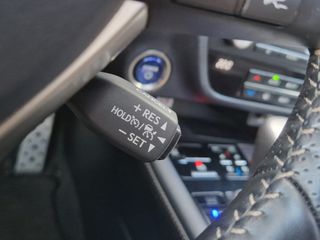 + RES
HOLD
− SET